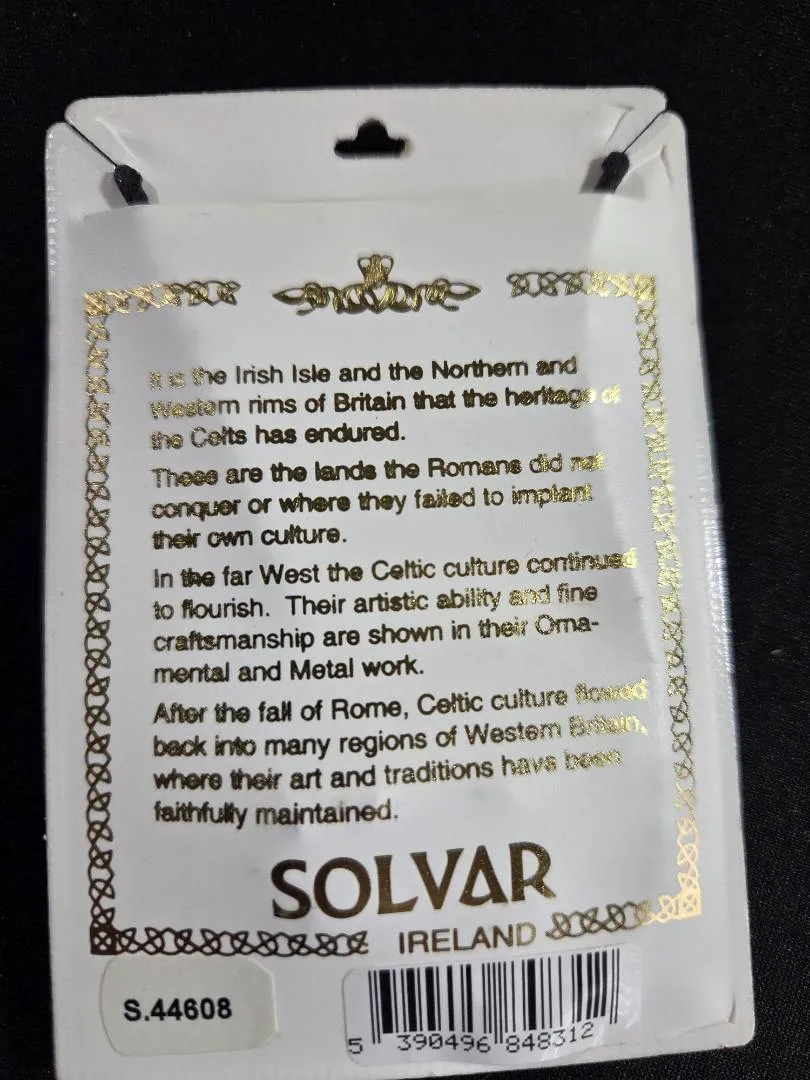 It is the Irish Isle and the Northern and
Western rims of Britain that the heritage of
the Celts has endured.
These are the lands the Romans did not
conquer or where they failed to implant
their own culture.
In the far West the Celtic culture continued
to flourish. Their artistic ability and fine
craftsmanship are shown in their Orna-
mental and Metal work.
After the fall of Rome, Celtic culture flowed
back into many regions of Western Britain,
where their art and traditions have been
faithfully maintained.
SOLVAR
IRELAND
S.44608
5 390496 848312